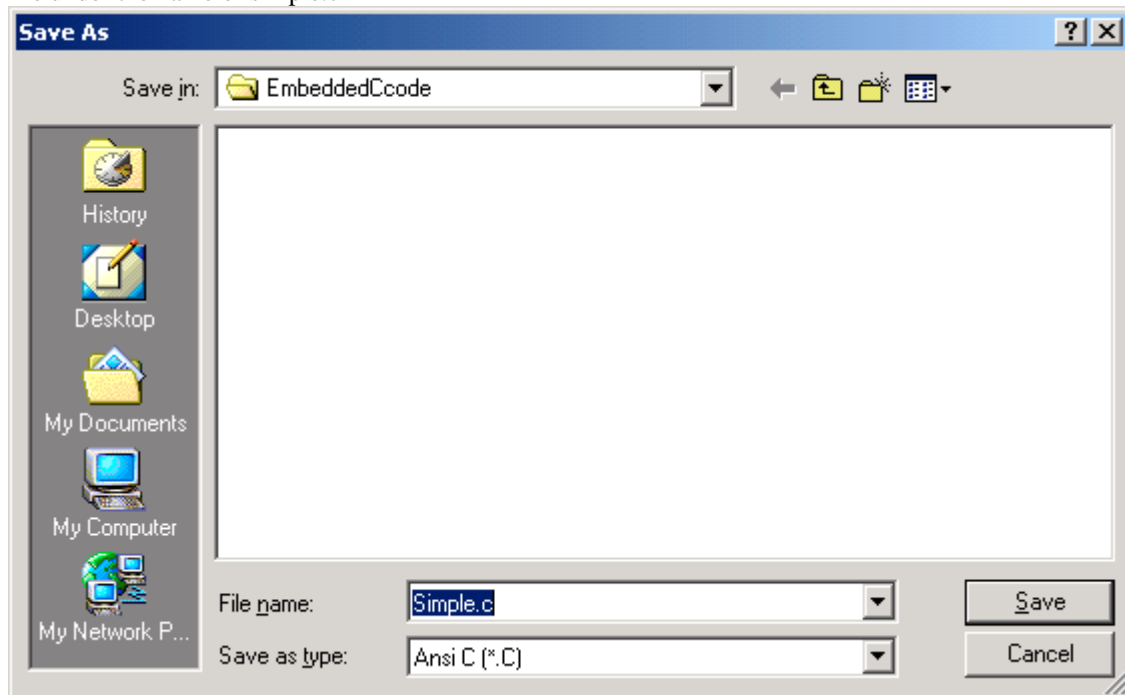 Save As
Save in:
EmbeddedCcode
History
Desktop
My Documents
My Computer
My Network P...
File name:
Simple.c
Save
Save as type:
Ansi C (*.C)
Cancel